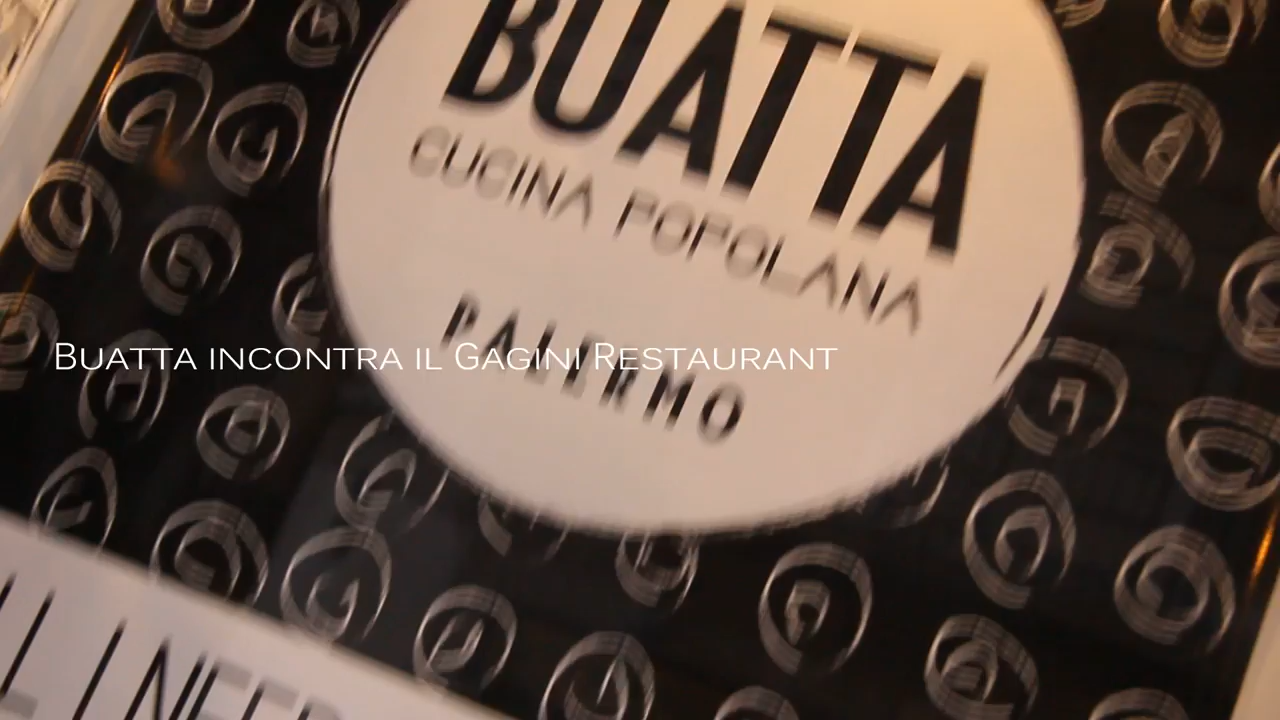 BUATTA
CUCINA POPOLANA
PALERMO
Buatta incontra il Gagini Restaurant